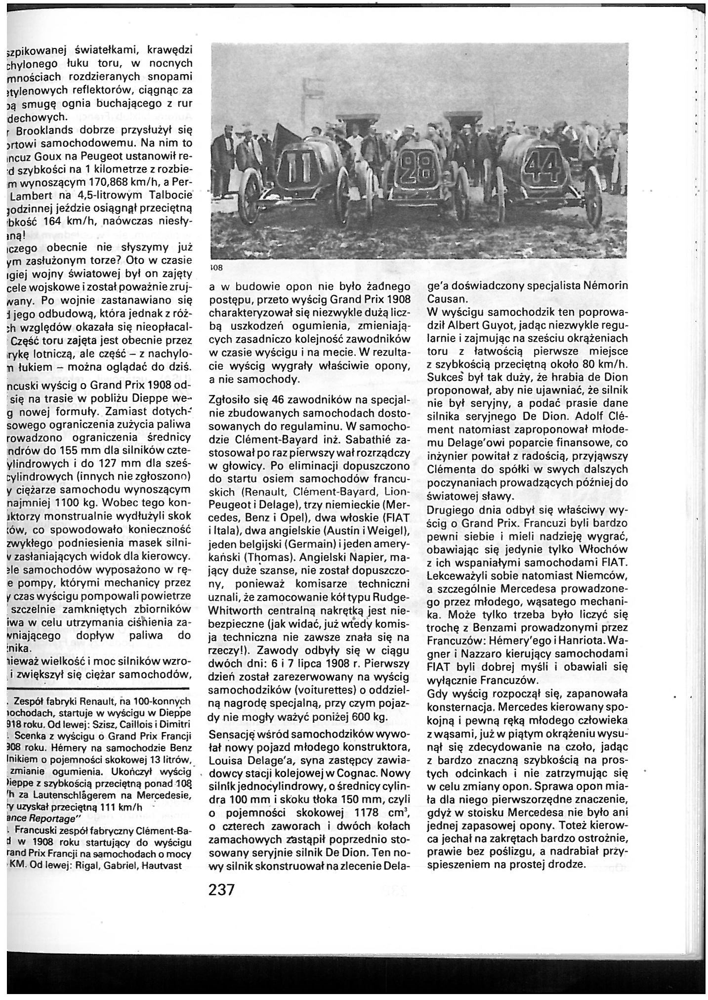 szpikowanej światełkami, krawędzi
chylonego łuku toru, w nocnych
mnościach rozdzieranych snopami
etylenowych reflektorów, ciągnąc za
bą smugę ognia buchającego z rur
dechowych.
r Brooklands dobrze przysłużył się
ortowi samochodowemu. Na nim to
ncuz Goux na Peugeot ustanowił re-
d szybkości na 1 kilometrze z rozbie-
m wynoszącym 170,868 km/h, a Per-
Lambert na 4,5-litrowym Talbocie
godzinnej jeździe osiągnął przeciętną
bkość 164 km/h, naówczas niesły-
aną!
aczego obecnie nie słyszymy już
ym zasłużonym torze? Oto w czasie
ugiej wojny światowej był on zajęty
cele wojskowe i został poważnie zruj-
wany. Po wojnie zastanawiano się
d jego odbudową, która jednak z róż-
ch względów okazała się nieopłacal-
Część toru zajęta jest obecnie przez
rykę lotniczą, ale część – z nachylo-
m łukiem – można oglądać do dziś.
ncuski wyścig o Grand Prix 1908 od-
się na trasie w pobliżu Dieppe we-
g nowej formuły. Zamiast dotych-
sowego ograniczenia zużycia paliwa
rowadzono ograniczenia średnicy
ndrów do 155 mm dla silników czte-
ylindrowych i do 127 mm dla sześ-
cylindrowych (innych nie zgłoszono)
y ciężarze samochodu wynoszącym
najmniej 1100 kg. Wobec tego kon-
uktorzy monstrualnie wydłużyli skok
ków, co spowodowało konieczność
zwykłego podniesienia masek silni-
w zasłaniających widok dla kierowcy.
ele samochodów wyposażono w rę-
e pompy, którymi mechanicy przez
y czas wyścigu pompowali powietrze
szczelnie zamkniętych zbiorników
iwa w celu utrzymania ciśnienia za-
wniającego dopływ paliwa do
nika.
nieważ wielkość i moc silników wzro-
i zwiększył się ciężar samochodów,
. Zespół fabryki Renault, na 100-konnych
ochodach, startuje w wyścigu w Dieppe
918 roku. Od lewej: Szisz, Caillois i Dimitri
. Scenka z wyścigu o Grand Prix Francji
908 roku. Hémery na samochodzie Benz
lnikiem o pojemności skokowej 13 litrów,
zmianie ogumienia. Ukończył wyścig
Dieppe z szybkością przeciętną ponad 108
/h za Lautenschlägerem na Mercedesie,
ry uzyskał przeciętną 111 km/h
ance Reportage"
. Francuski zespół fabryczny Clément-Ba-
d w 1908 roku startujący do wyścigu
rand Prix Francji na samochodach o mocy
KM. Od lewej: Rigal, Gabriel, Hautvast
11 28 44
108
a w budowie opon nie było żadnego
postępu, przeto wyścig Grand Prix 1908
charakteryzował się niezwykle dużą licz-
bą uszkodzeń ogumienia, zmieniają-
cych zasadniczo kolejność zawodników
w czasie wyścigu i na mecie. W rezulta-
cie wyścig wygrały właściwie opony,
a nie samochody.
Zgłosiło się 46 zawodników na specjal-
nie zbudowanych samochodach dosto-
sowanych do regulaminu. W samocho-
dzie Clément-Bayard inż. Sabathié za-
stosował po raz pierwszy wał rozrządczy
w głowicy. Po eliminacji dopuszczono
do startu osiem samochodów francu-
skich (Renault, Clément-Bayard, Lion-
Peugeot i Delage), trzy niemieckie (Mer-
cedes, Benz i Opel), dwa włoskie (FIAT
i Itala), dwa angielskie (Austin i Weigel),
jeden belgijski (Germain) i jeden amery-
kański (Thomas). Angielski Napier, ma-
jący duże szanse, nie został dopuszczo-
ny, ponieważ komisarze techniczni
uznali, że zamocowanie kół typu Rudge-
Whitworth centralną nakrętką jest nie-
bezpieczne (jak widać, już wtedy komis-
ja techniczna nie zawsze znała się na
rzeczy!). Zawody odbyły się w ciągu
dwóch dni: 6 i 7 lipca 1908 r. Pierwszy
dzień został zarezerwowany na wyścig
samochodzików (voiturettes) o oddziel-
ną nagrodę specjalną, przy czym pojaz-
dy nie mogły ważyć poniżej 600 kg.
Sensację wśród samochodzików wywo-
łał nowy pojazd młodego konstruktora,
Louisa Delage'a, syna zastępcy zawia-
dowcy stacji kolejowej w Cognac. Nowy
silnik jednocylindrowy, o średnicy cylin-
dra 100 mm i skoku tłoka 150 mm, czyli
o pojemności skokowej 1178 cm³,
o czterech zaworach i dwóch kołach
zamachowych zastąpił poprzednio sto-
sowany seryjnie silnik De Dion. Ten no-
wy silnik skonstruował na zlecenie Dela-
237
ge'a doświadczony specjalista Némorin
Causan.
W wyścigu samochodzik ten poprowa-
dził Albert Guyot, jadąc niezwykle regu-
larnie i zajmując na sześciu okrążeniach
toru z łatwością pierwsze miejsce
z szybkością przeciętną około 80 km/h.
Sukces był tak duży, że hrabia de Dion
proponował, aby nie ujawniać, że silnik
nie był seryjny, a podać prasie dane
silnika seryjnego De Dion. Adolf Clé-
ment natomiast zaproponował młode-
mu Delage'owi poparcie finansowe, co
inżynier powitał z radością, przyjąwszy
Clémenta do spółki w swych dalszych
poczynaniach prowadzących później do
światowej sławy.
Drugiego dnia odbył się właściwy wy-
ścig o Grand Prix. Francuzi byli bardzo
pewni siebie i mieli nadzieję wygrać,
obawiając się jedynie tylko Włochów
z ich wspaniałymi samochodami FIAT.
Lekceważyli sobie natomiast Niemców,
a szczególnie Mercedesa prowadzone-
go przez młodego, wąsatego mechani-
ka. Może tylko trzeba było liczyć się
trochę z Benzami prowadzonymi przez
Francuzów: Hémery'ego i Hanriota. Wa-
gner i Nazzaro kierujący samochodami
FIAT byli dobrej myśli i obawiali się
wyłącznie Francuzów.
Gdy wyścig rozpoczął się, zapanowała
konsternacja. Mercedes kierowany spo-
kojną i pewną ręką młodego człowieka
z wąsami, już w piątym okrążeniu wysu-
nął się zdecydowanie na czoło, jadąc
z bardzo znaczną szybkością na pros-
tych odcinkach i nie zatrzymując się
w celu zmiany opon. Sprawa opon mia-
ła dla niego pierwszorzędne znaczenie,
gdyż w stoisku Mercedesa nie było ani
jednej zapasowej opony. Toteż kierow-
ca jechał na zakrętach bardzo ostrożnie,
prawie bez poślizgu, a nadrabiał przy-
spieszeniem na prostej drodze.